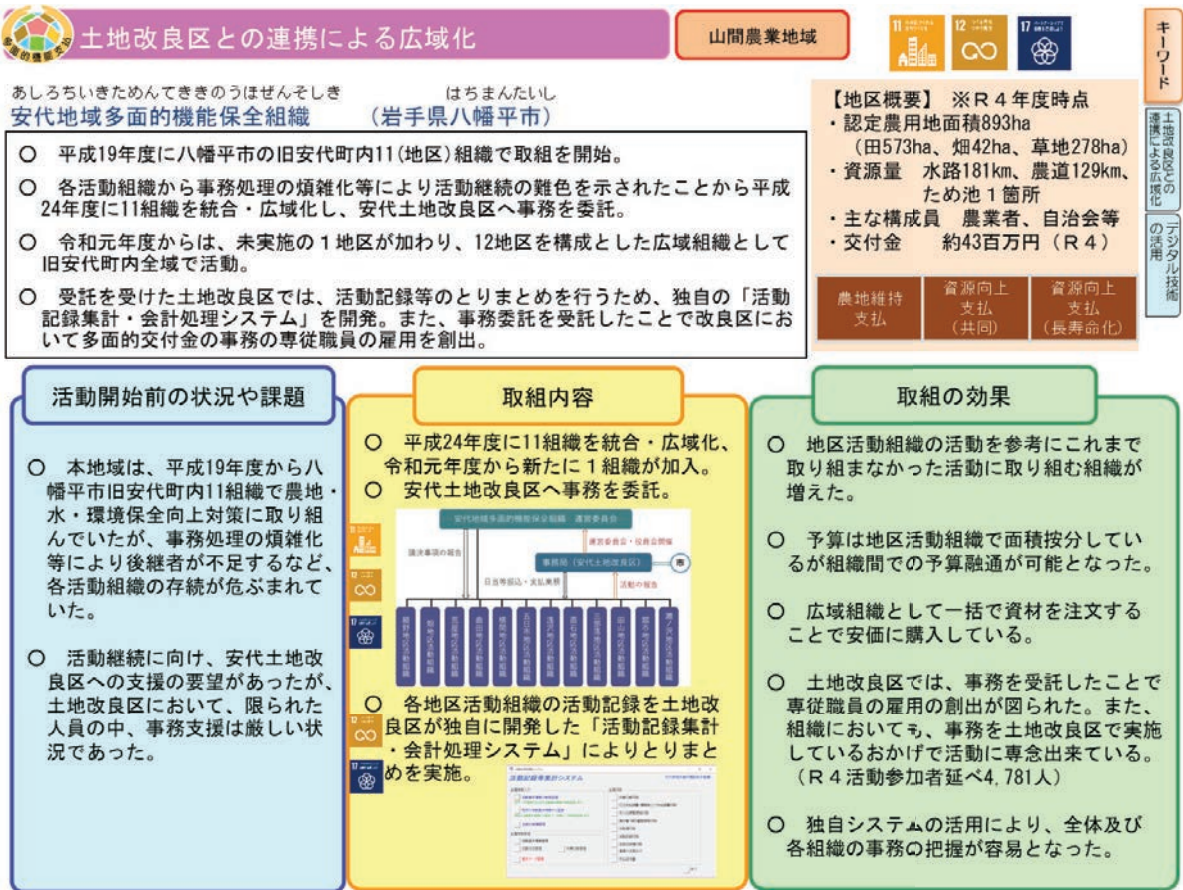 土地改良区との連携による広域化
山間農業地域
11
12
17
キーワード
土地改良区との
連携による広域化
デジタル技術
の活用
あしろちいきためんてききのうほぜんそしき はちまんたいし
安代地域多面的機能保全組織 （岩手県八幡平市）
○ 平成19年度に八幡平市の旧安代町内11(地区)組織で取組を開始。
○ 各活動組織から事務処理の煩雑化等により活動継続の難色を示されたことから平成
24年度に11組織を統合・広域化し、安代土地改良区へ事務を委託。
○ 令和元年度からは、未実施の１地区が加わり、12地区を構成とした広域組織として
旧安代町内全域で活動。
○ 受託を受けた土地改良区では、活動記録等のとりまとめを行うため、独自の「活動
記録集計・会計処理システム」を開発。また、事務委託を受託したことで改良区にお
いて多面的交付金の事務の専従職員の雇用を創出。
【地区概要】 ※Ｒ４年度時点
・認定農用地面積893ha
（田573ha、畑42ha、草地278ha）
・資源量 水路181km、農道129km、
ため池１箇所
・主な構成員 農業者、自治会等
・交付金 約43百万円（Ｒ４）
農地維持
支払
資源向上
支払
(共同)
資源向上
支払
(長寿命化)
活動開始前の状況や課題
○ 本地域は、平成19年度から八
幡平市旧安代町内11組織で農地・
水・環境保全向上対策に取り組
んでいたが、事務処理の煩雑化
等により後継者が不足するなど、
各活動組織の存続が危ぶまれて
いた。
○ 活動継続に向け、安代土地改
良区への支援の要望があったが、
土地改良区において、限られた
人員の中、事務支援は厳しい状
況であった。
取組内容
○ 平成24年度に11組織を統合・広域化、
令和元年度から新たに１組織が加入。
○ 安代土地改良区へ事務を委託。
11
12
17
安代地域多面的機能保全組織 運営委員会
議決事項の報告
運営委員会・役員会開催
事務局（安代土地改良区）
市
日当等振込・支払業務
活動の報告
○ 各地区活動組織の活動記録を土地改
良区が独自に開発した「活動記録集計
・会計処理システム」によりとりまと
めを実施。
12
17
活動記録等集計システム
取組の効果
○ 地区活動組織の活動を参考にこれまで
取り組まなかった活動に取り組む組織が
増えた。
○ 予算は地区活動組織で面積按分してい
るが組織間での予算融通が可能となった。
○ 広域組織として一括で資材を注文する
ことで安価に購入している。
○ 土地改良区では、事務を受託したことで
専従職員の雇用の創出が図られた。また、
組織においても、事務を土地改良区で実施
しているおかげで活動に専念出来ている。
（Ｒ４活動参加者延べ4,781人）
○ 独自システムの活用により、全体及び
各組織の事務の把握が容易となった。